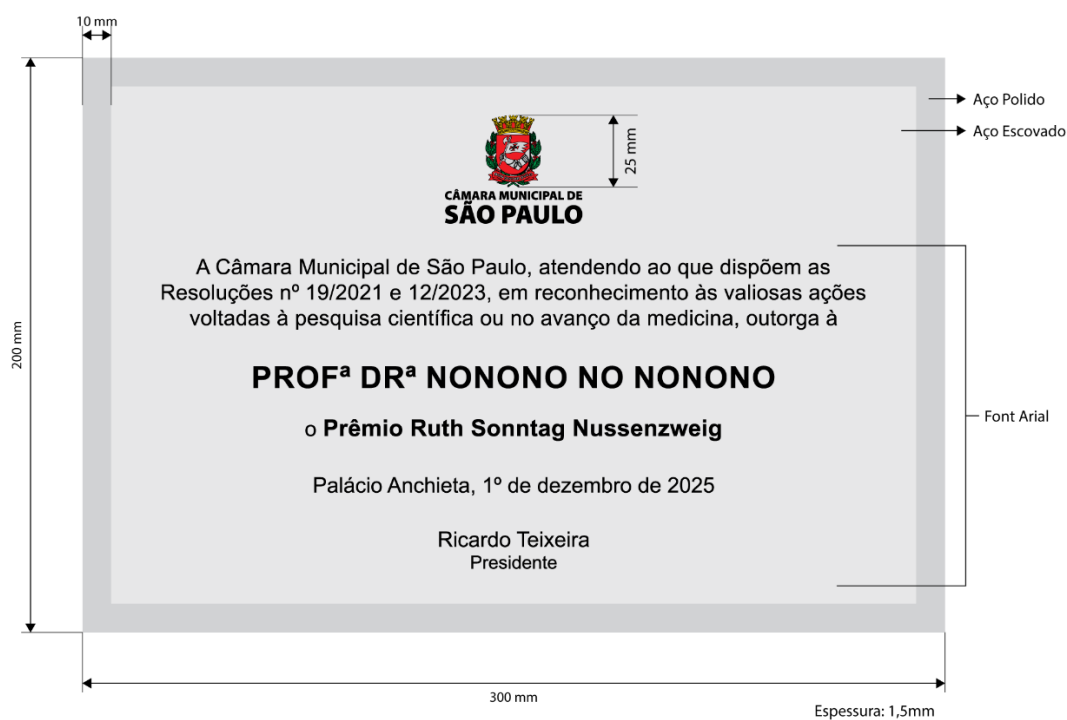 10 mm
Aço Polido
Aço Escovado
25 mm
CÂMARA MUNICIPAL DE
SÃO PAULO
A Câmara Municipal de São Paulo, atendendo ao que dispõem as
Resoluções nº 19/2021 e 12/2023, em reconhecimento às valiosas ações
voltadas à pesquisa científica ou no avanço da medicina, outorga à
200 mm
PROFª DRª NONONO NO NONONO
Font Arial
o Prêmio Ruth Sonntag Nussenzweig
Palácio Anchieta, 1º de dezembro de 2025
Ricardo Teixeira
Presidente
300 mm
Espessura: 1,5mm